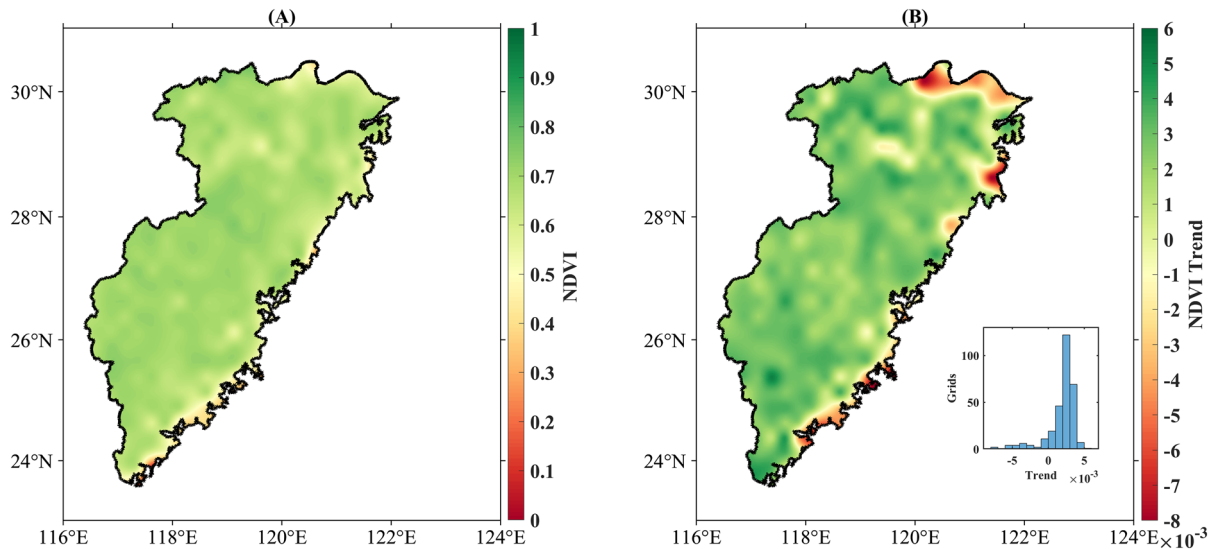 (A)
30°N
28°N
26°N
24°N
116°E
118°E
120°E
122°E
124°E
1
0.9
0.8
0.7
0.6
0.5
0.4
0.3
0.2
0.1
0
NDVI
(B)
30°N
28°N
26°N
24°N
116°E
118°E
120°E
122°E
124°E
6
5
4
3
2
1
0
-1
-2
-3
-4
-5
-6
-7
-8
×10⁻³
NDVI Trend
100
50
0
Grids
-5
0
5
Trend
×10⁻³